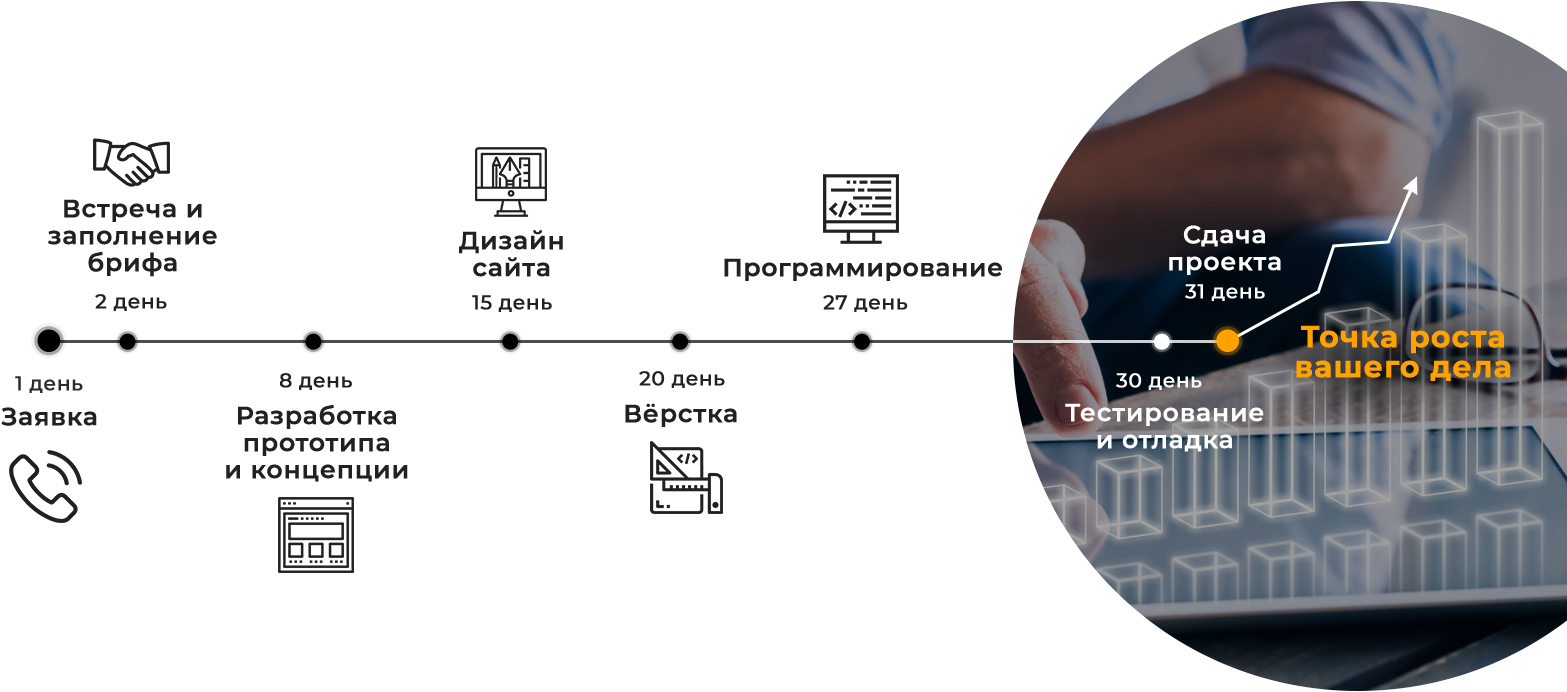 1 день
Заявка
Встреча и
заполнение
брифа
2 день
8 день
Разработка
прототипа
и концепции
Дизайн
сайта
15 день
20 день
Вёрстка
</>
Программирование
27 день
</>
30 день
Тестирование
и отладка
Сдача
проекта
31 день
Точка роста
вашего дела